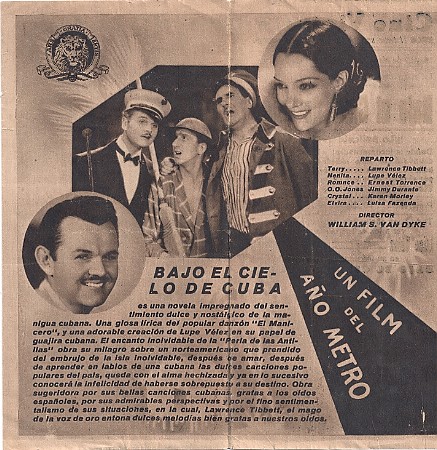 REPARTO
Terry..... Lawrence Tibbett
Nenita.... Lupe Vélez
Romance .. Ernest Torrence
O.O.Jones Jimmy Durante
Crystal... Karen Morley
Elvira.... Luisa Fazenda
DIRECTOR
WILLIAM S. VAN DYKE
BAJO EL CIE-
LO DE CUBA
UN FILM
DEL
AÑO METRO
es una novela impregnada del sen-
timiento dulce y nostálgico de la ma-
nigua cubana. Una glosa lírica del popular danzón "El Mani-
cero", y una adorable creación de Lupe Vélez en su papel de
guajira cubana. El encanto inolvidable de la "Perla de las Anti-
llas" obra su milagro sobre un norteamericano que prendido
del embrujo de la isla inolvidable, después de amar, después
de aprender en labios de una cubana las dulces canciones po-
pulares del país, queda con el alma hechizada y ya en lo sucesivo
conocerá la infelicidad de haberse sobrepuesto a su destino. Obra
sugeridora por sus bellas canciones cubanas, gratas a los oídos
españoles, por sus admirables perspectivas y por el fino sentimen-
talismo de sus situaciones, en la cual, Lawrence Tibbett, el mago
de la voz de oro entona dulces melodías bién gratas a nuestros oídos.